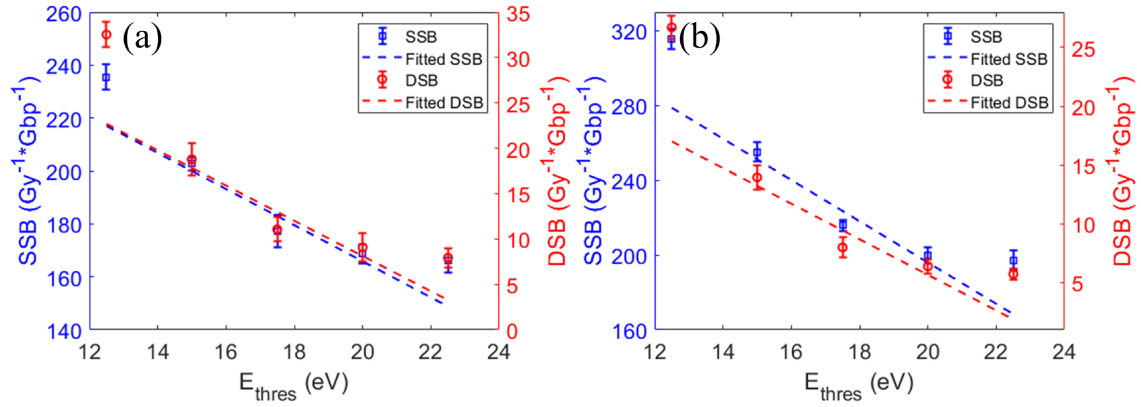 (a)
SSB (Gy⁻¹*Gbp⁻¹)
260
240
220
200
180
160
140
SSB
Fitted SSB
DSB
Fitted DSB
35
30
25
20
15
10
5
0
DSB (Gy⁻¹*Gbp⁻¹)
12 14 16 18 20 22 24
E_thres (eV)
(b)
SSB (Gy⁻¹*Gbp⁻¹)
320
280
240
200
160
SSB
Fitted SSB
DSB
Fitted DSB
25
20
15
10
5
DSB (Gy⁻¹*Gbp⁻¹)
12 14 16 18 20 22 24
E_thres (eV)